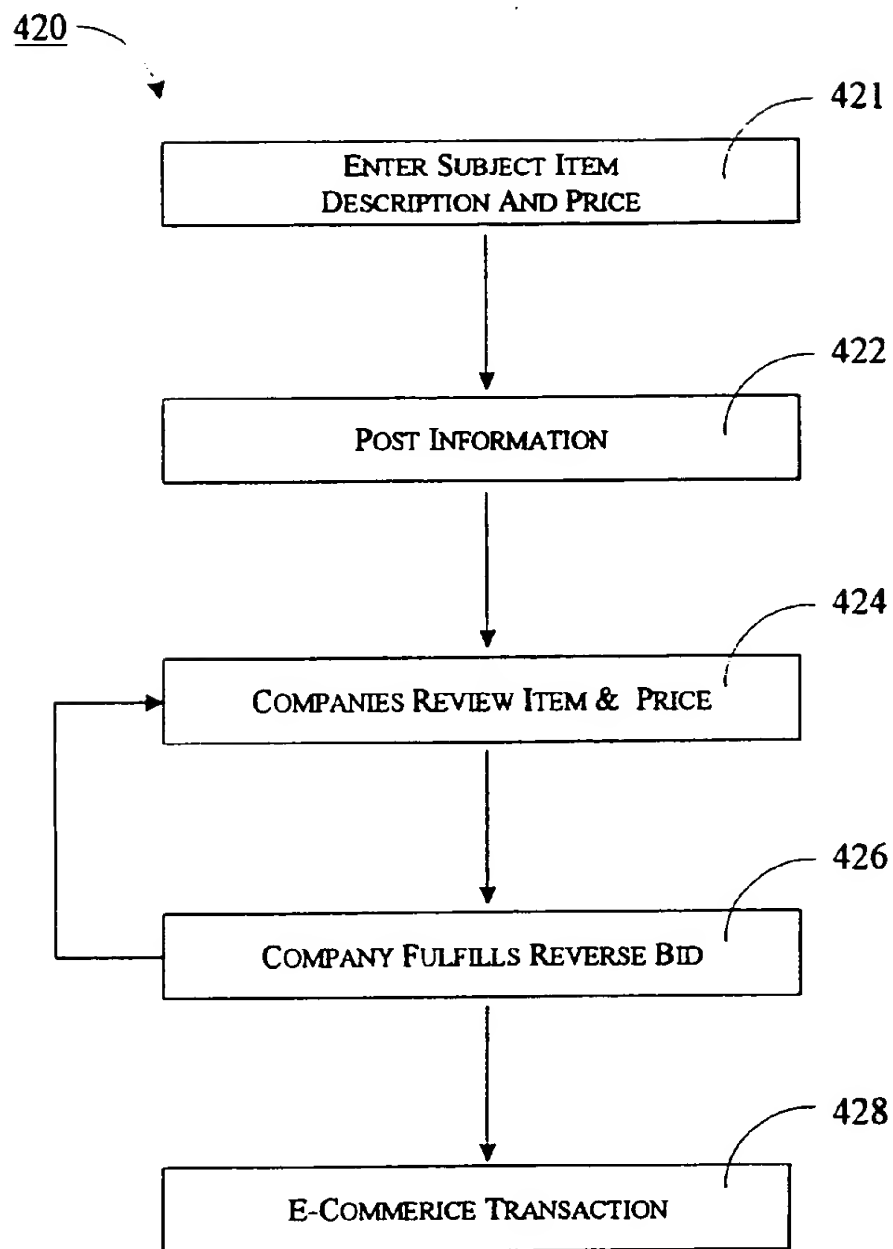 420
421
ENTER SUBJECT ITEM
DESCRIPTION AND PRICE
422
POST INFORMATION
424
COMPANIES REVIEW ITEM & PRICE
426
COMPANY FULFILLS REVERSE BID
428
E-COMMERICE TRANSACTION